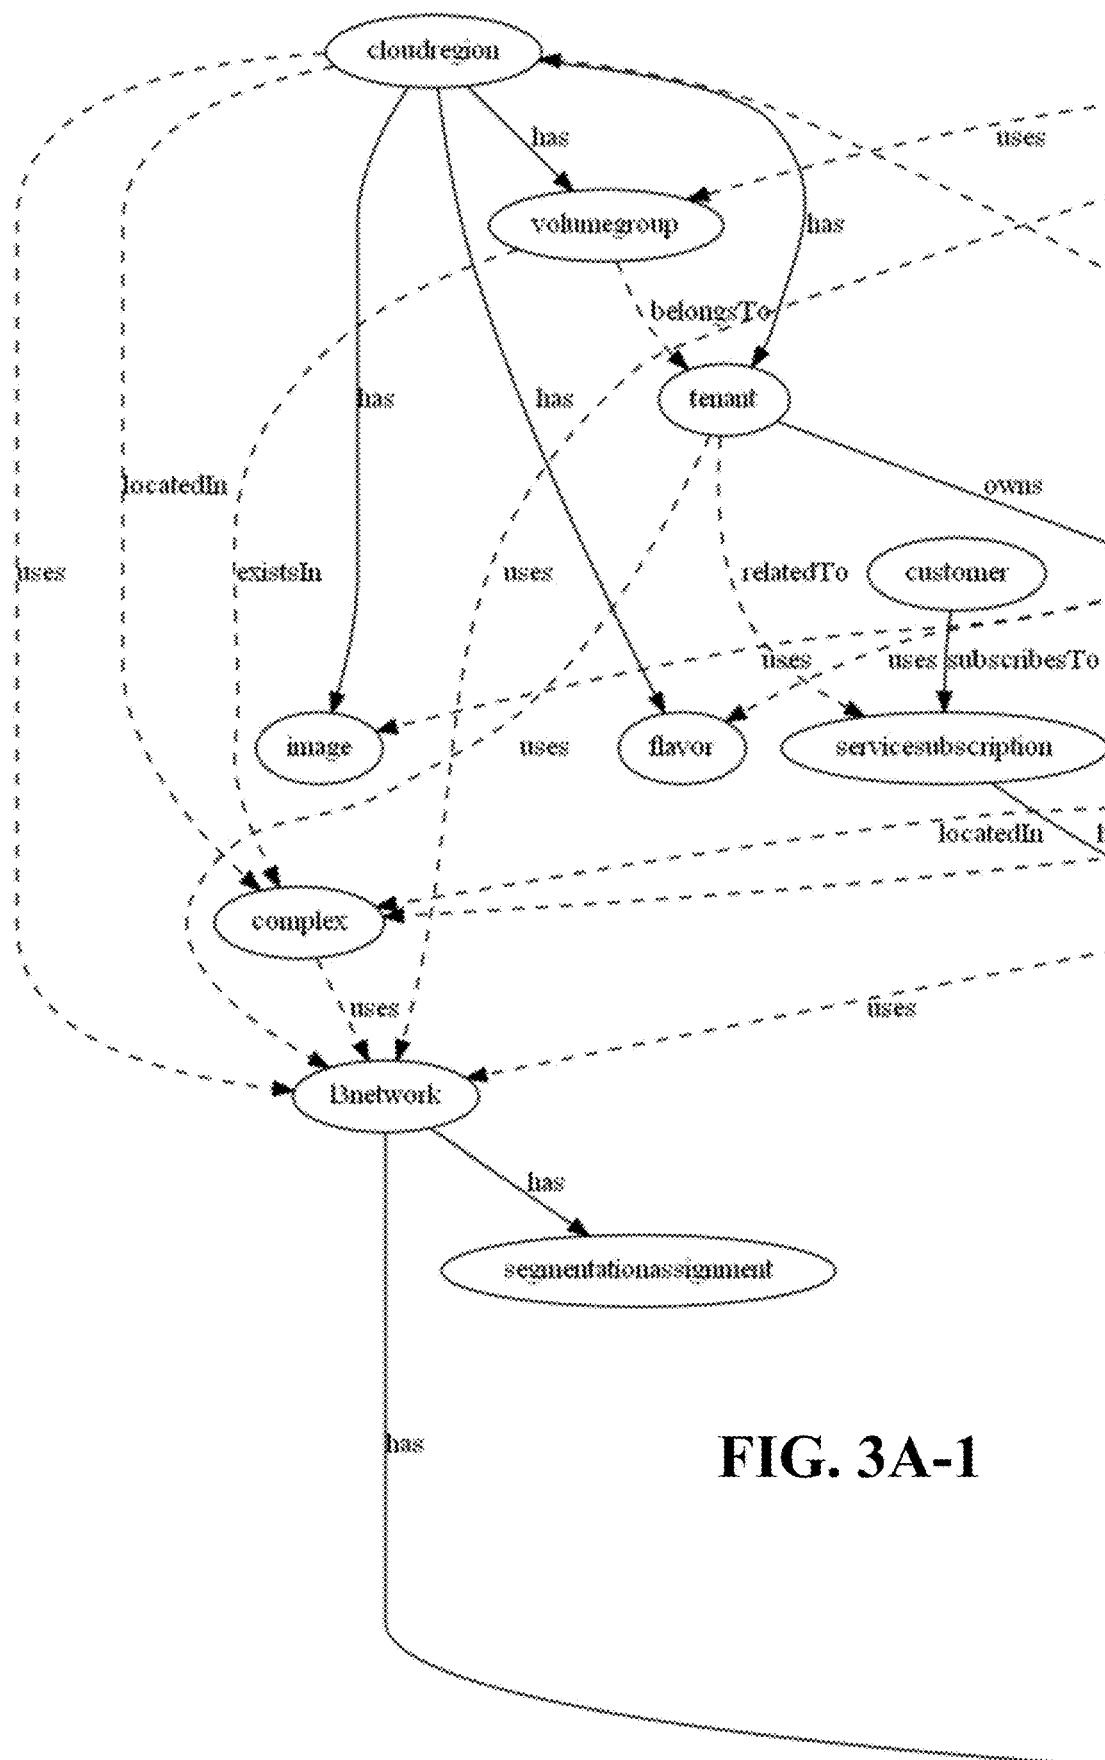 cloudregion
has
uses
volumegroup
has
belongsTo
has
has
tenant
locatedIn
owns
uses
existsIn
uses
relatedTo
customer
uses
uses
subscribesTo
image
uses
flavor
servicesubscription
locatedIn
complex
uses
uses
l3network
has
segmentationassignment
has
FIG. 3A-1